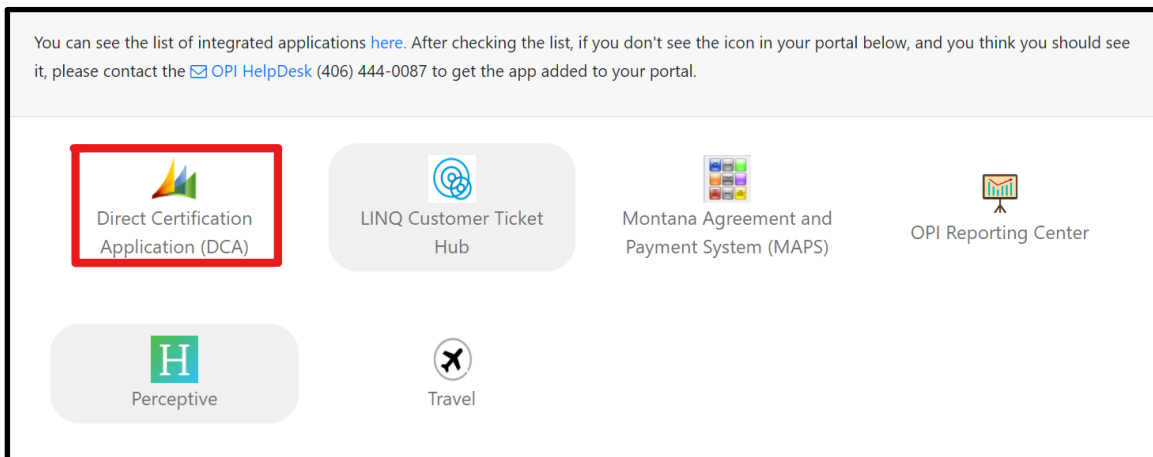 You can see the list of integrated applications here. After checking the list, if you don't see the icon in your portal below, and you think you should see
it, please contact the OPI HelpDesk (406) 444-0087 to get the app added to your portal.
Direct Certification
Application (DCA)
LINQ Customer Ticket
Hub
Montana Agreement and
Payment System (MAPS)
OPI Reporting Center
H
Perceptive
Travel